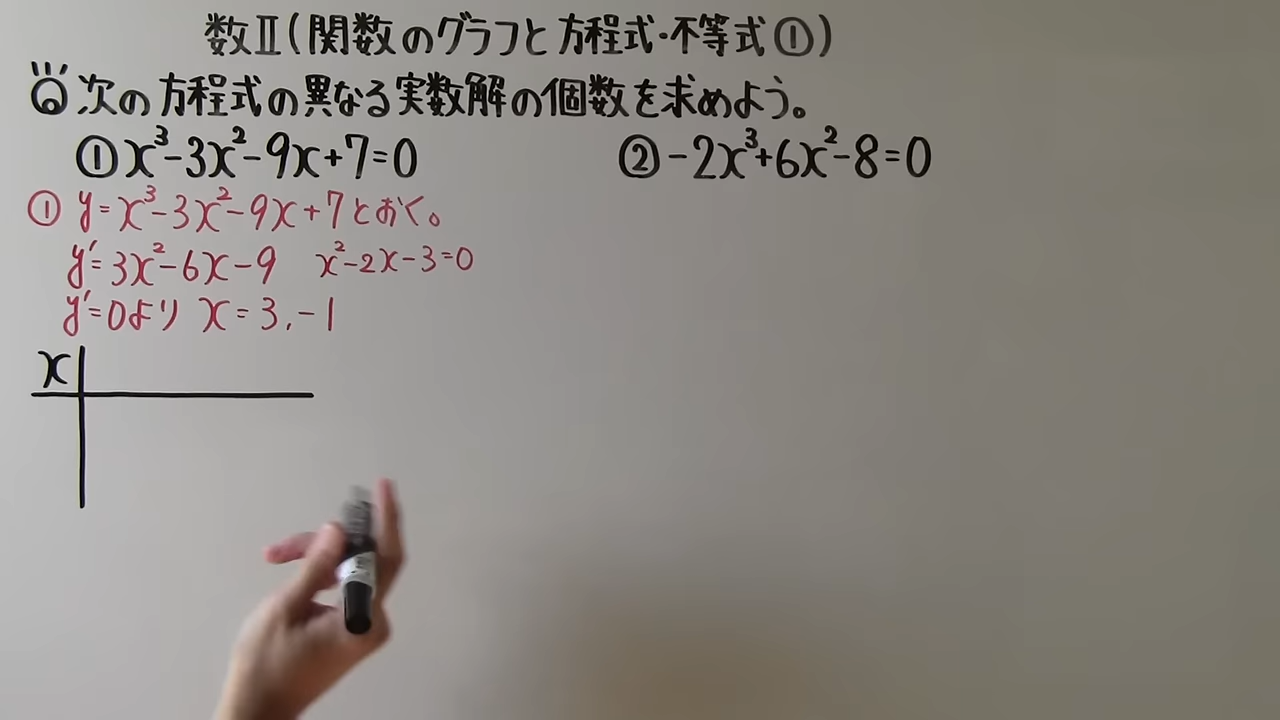 数Ⅱ(関数のグラフと方程式・不等式①)
Q 次の方程式の異なる実数解の個数を求めよう。
① x³-3x²-9x+7=0
② -2x³+6x²-8=0
① y=x³-3x²-9x+7とおく。
y'=3x²-6x-9 x²-2x-3=0
y'=0より x=3,-1
x